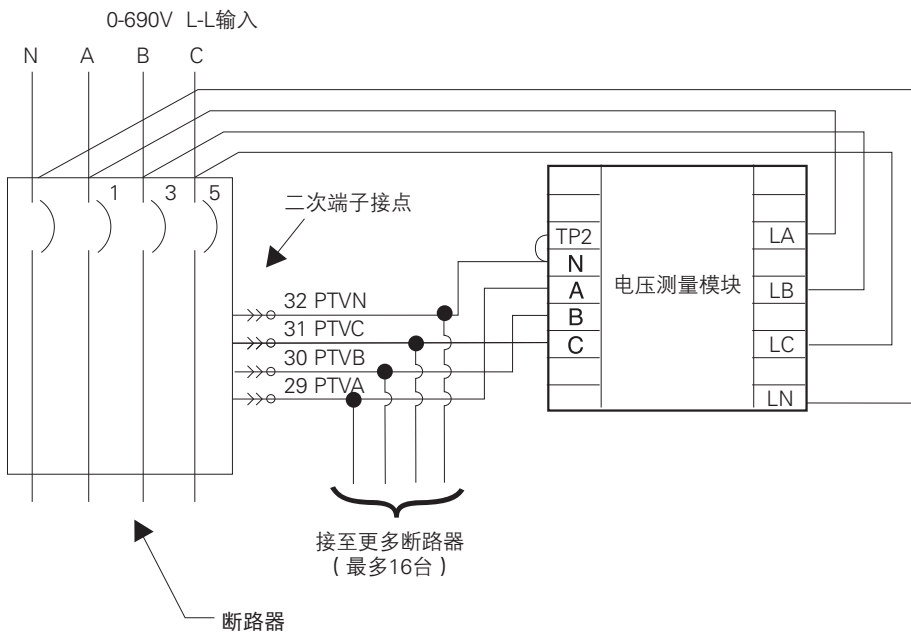 0-690V L-L输入
N A B C
1 3 5
二次端子接点
32 PTVN
31 PTVC
30 PTVB
29 PTVA
TP2
N
A
B
C
电压测量模块
LA
LB
LC
LN
接至更多断路器
（最多16台）
断路器